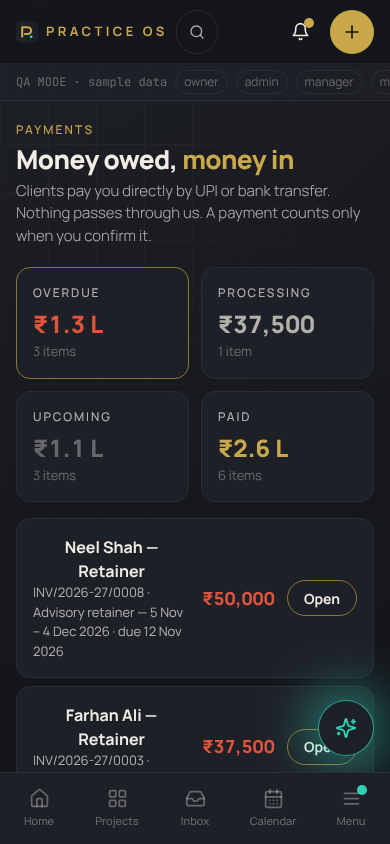 PRACTICE OS
QA MODE · sample data owner admin manager
PAYMENTS
Money owed, money in
Clients pay you directly by UPI or bank transfer.
Nothing passes through us. A payment counts only
when you confirm it.
OVERDUE
₹1.3 L
3 items
PROCESSING
₹37,500
1 item
UPCOMING
₹1.1 L
3 items
PAID
₹2.6 L
6 items
Neel Shah —
Retainer
INV/2026-27/0008 ·
Advisory retainer — 5 Nov
– 4 Dec 2026 · due 12 Nov
2026
₹50,000
Open
Farhan Ali —
Retainer
INV/2026-27/0003 ·
₹37,500
Home
Projects
Inbox
Calendar
Menu